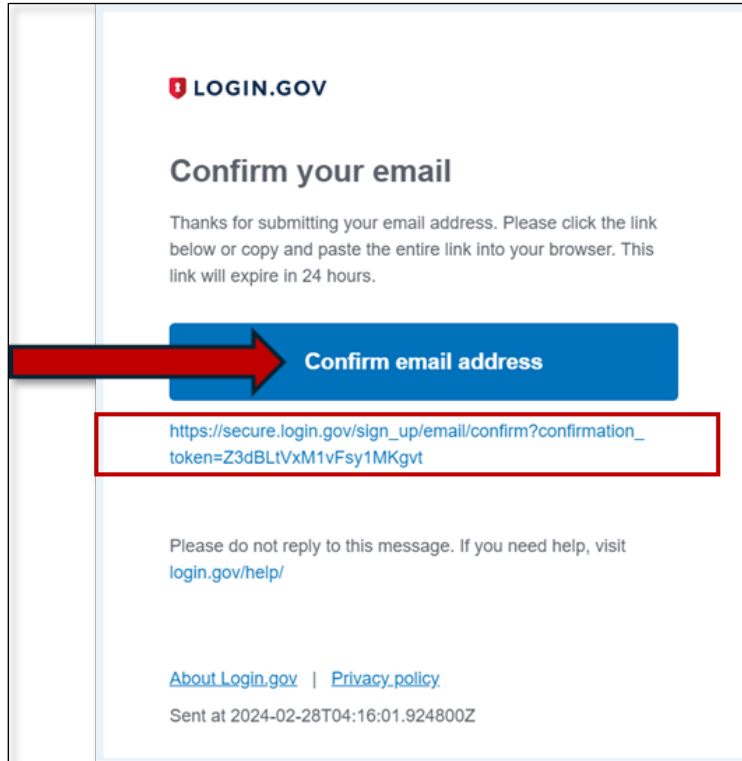 LOGIN.GOV
Confirm your email
Thanks for submitting your email address. Please click the link
below or copy and paste the entire link into your browser. This
link will expire in 24 hours.
Confirm email address
https://secure.login.gov/sign_up/email/confirm?confirmation_
token=Z3dBLtVxM1vFsy1MKgvt
Please do not reply to this message. If you need help, visit
login.gov/help/
About Login.gov | Privacy policy
Sent at 2024-02-28T04:16:01.924800Z